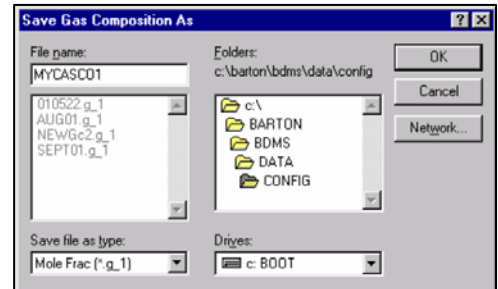 Save Gas Composition As
File name:
MYCASCO1
010522.g_1
AUG01.g_1
NEWGc2.g_1
SEPT01.g_1
Save file as type:
Mole Frac (*.g_1)
Folders:
c:\barton\bdms\data\config
c:\
BARTON
BDMS
DATA
CONFIG
Drives:
c: BOOT
OK
Cancel
Network...